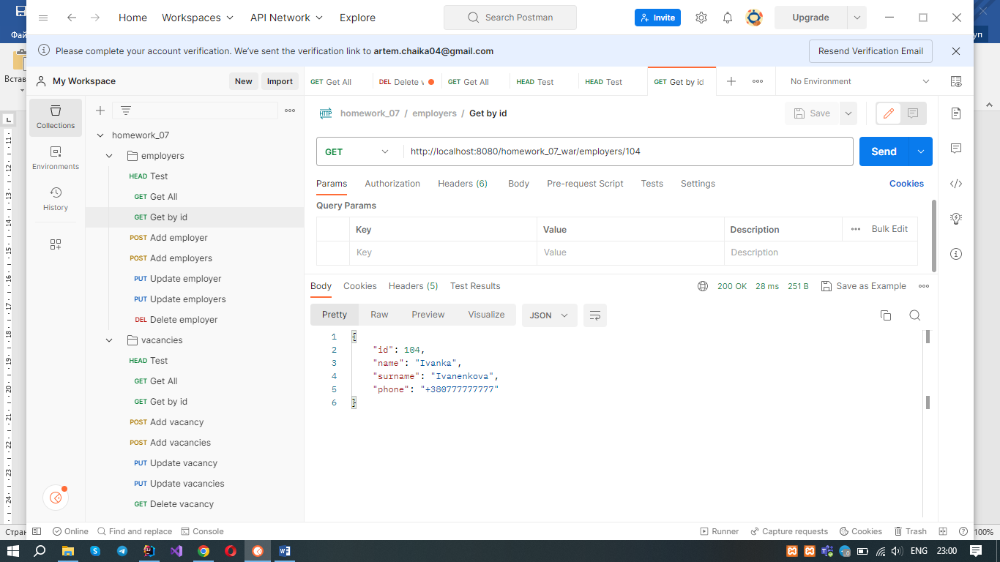 Фай
Встав
Home Workspaces API Network Explore
Search Postman
Invite
Upgrade
уп
Please complete your account verification. We've sent the verification link to artem.chaika04@gmail.com
Resend Verification Email
My Workspace
New Import
GET Get All
DEL Delete v
GET Get All
HEAD Test
HEAD Test
GET Get by id
No Environment
Collections
Environments
History
homework_07
employers
HEAD Test
GET Get All
GET Get by id
POST Add employer
POST Add employers
PUT Update employer
PUT Update employers
DEL Delete employer
vacancies
HEAD Test
GET Get All
GET Get by id
POST Add vacancy
POST Add vacancies
PUT Update vacancy
PUT Update vacancies
GET Delete vacancy
HTTP homework_07 / employers / Get by id
Save
GET http://localhost:8080/homework_07_war/employers/104
Send
Params Authorization Headers (6) Body Pre-request Script Tests Settings Cookies
Query Params
Key Value Description Bulk Edit
Key Value Description
Body Cookies Headers (5) Test Results
200 OK 28 ms 251 B Save as Example
Pretty Raw Preview Visualize JSON
1 {
2 "id": 104,
3 "name": "Ivanka",
4 "surname": "Ivanenkova",
5 "phone": "+380777777777"
6 }
Стран
Online Find and replace Console
Runner Capture requests Cookies Trash
100%
ENG 23:00